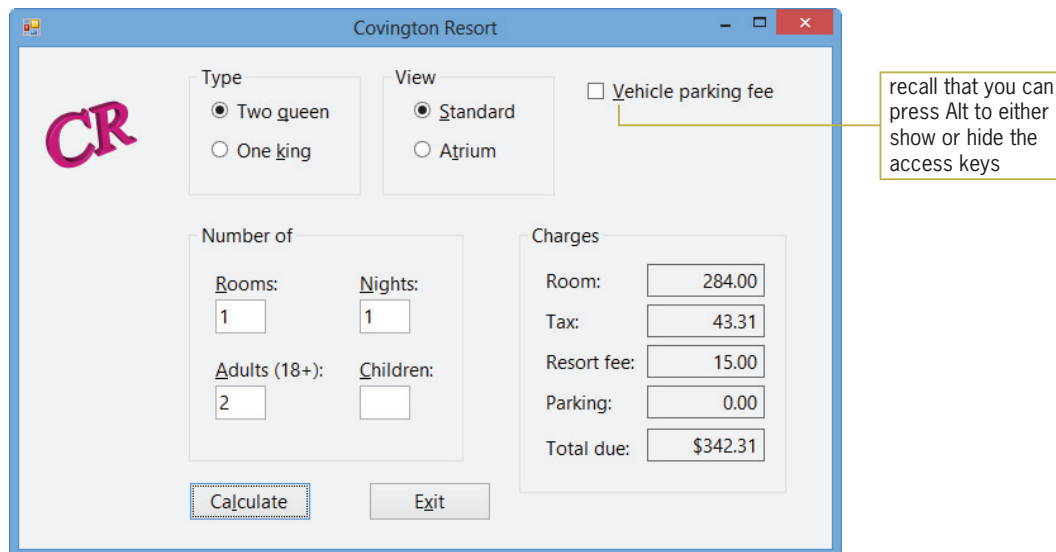 Covington Resort
CR
Type
Two queen
One king
View
Standard
Atrium
Vehicle parking fee
recall that you can
press Alt to either
show or hide the
access keys
Number of
Rooms: Nights:
1 1
Adults (18+): Children:
2
Charges
Room: 284.00
Tax: 43.31
Resort fee: 15.00
Parking: 0.00
Total due: $342.31
Calculate Exit